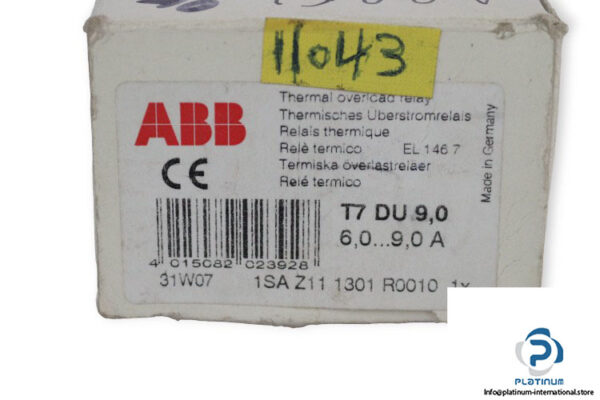 11043
ABB
Thermal overload relay
Thermisches Überstromrelais
Relais thermique
Relè termico EL 146 7
Termiska överlastrelaer
Relé termico
Made in Germany
CE
T7 DU 9,0
6,0...9,0 A
4 015082 023928
31W07 1SA Z11 1301 R0010 1x
PLATINUM
Info@platinum-international.store